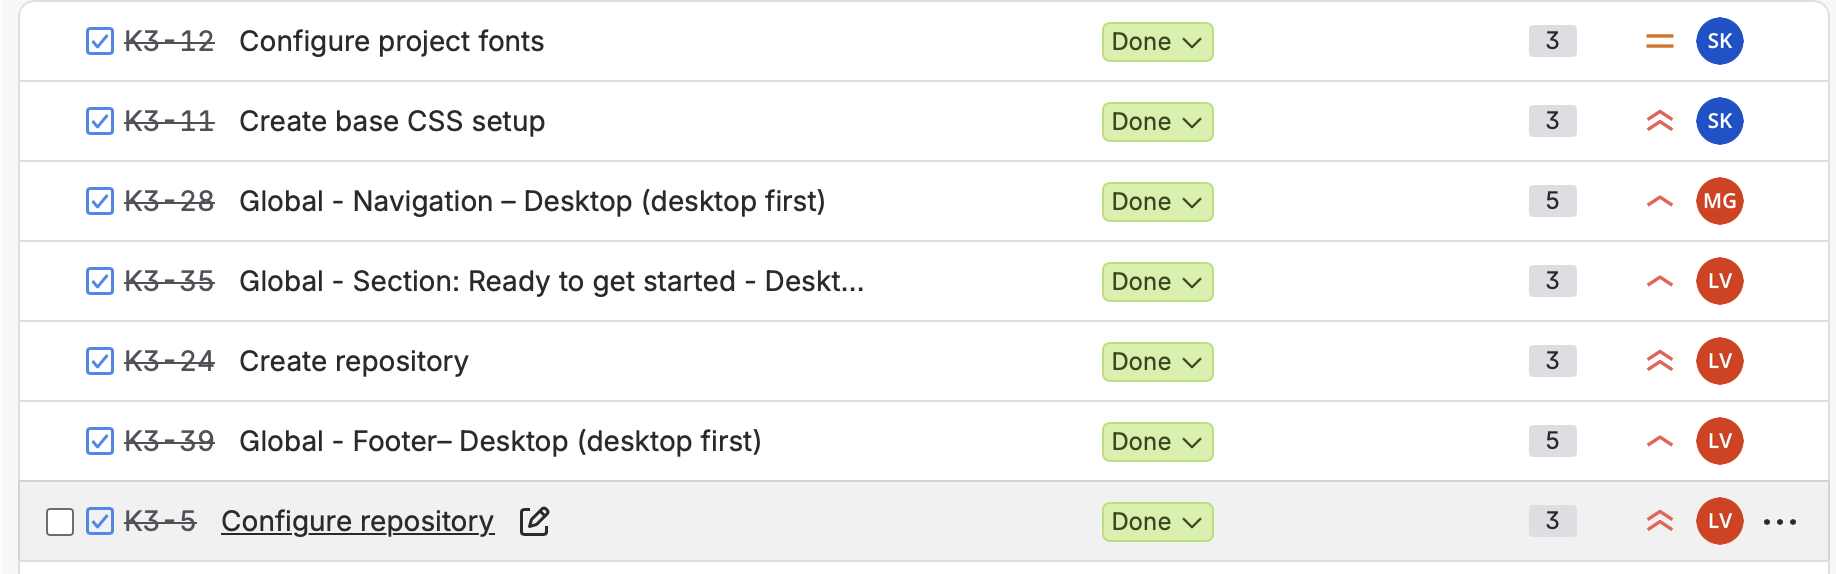 K3-12 Configure project fonts Done 3 SK
K3-11 Create base CSS setup Done 3 SK
K3-28 Global - Navigation – Desktop (desktop first) Done 5 MG
K3-35 Global - Section: Ready to get started - Deskt... Done 3 LV
K3-24 Create repository Done 3 LV
K3-39 Global - Footer– Desktop (desktop first) Done 5 LV
K3-5 Configure repository Done 3 LV